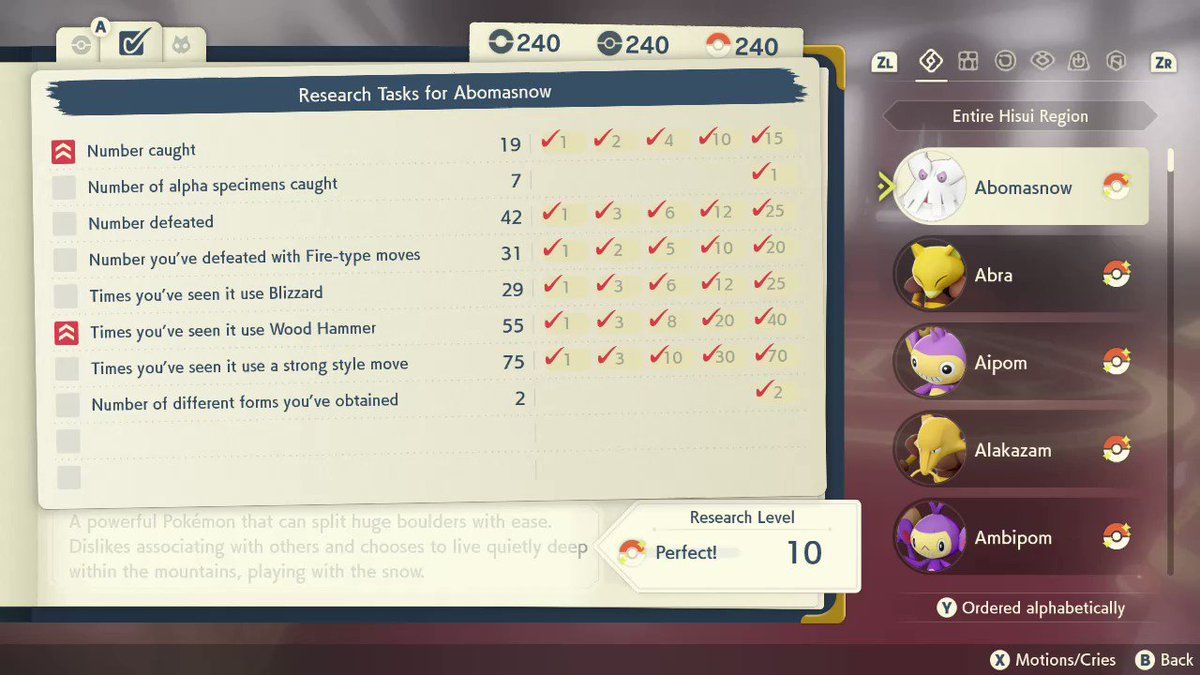 A
240 240 240
Research Tasks for Abomasnow
Number caught 19 1 2 4 10 15
Number of alpha specimens caught 7 1
Number defeated 42 1 3 6 12 25
Number you've defeated with Fire-type moves 31 1 2 5 10 20
Times you've seen it use Blizzard 29 1 3 6 12 25
Times you've seen it use Wood Hammer 55 1 3 8 20 40
Times you've seen it use a strong style move 75 1 3 10 30 70
Number of different forms you've obtained 2 2
A powerful Pokémon that can split huge boulders with ease.
Dislikes associating with others and chooses to live quietly deep
within the mountains, playing with the snow.
Research Level
Perfect! 10
ZL ZR
Entire Hisui Region
Abomasnow
Abra
Aipom
Alakazam
Ambipom
Y Ordered alphabetically
X Motions/Cries B Back